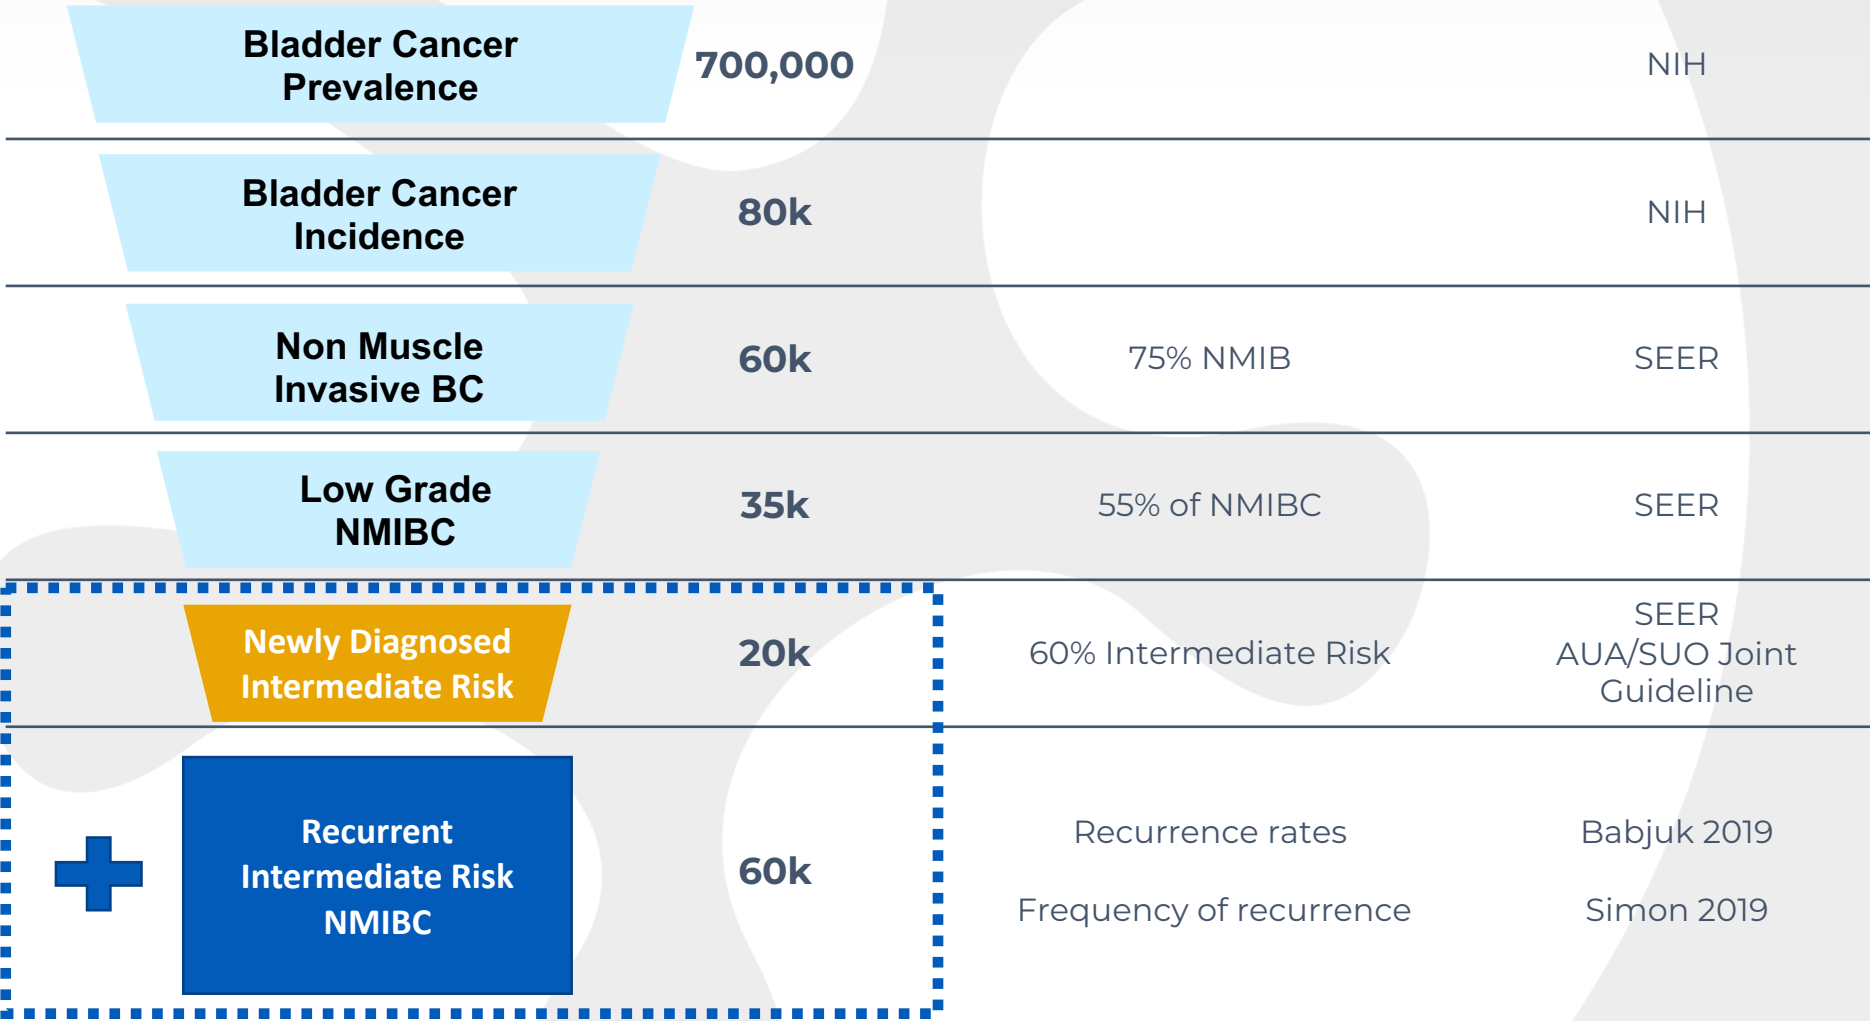 Bladder Cancer
Prevalence
700,000
NIH
Bladder Cancer
Incidence
80k
NIH
Non Muscle
Invasive BC
60k
75% NMIB
SEER
Low Grade
NMIBC
35k
55% of NMIBC
SEER
Newly Diagnosed
Intermediate Risk
20k
60% Intermediate Risk
SEER
AUA/SUO Joint
Guideline
Recurrent
Intermediate Risk
NMIBC
60k
Recurrence rates
Babjuk 2019
Frequency of recurrence
Simon 2019